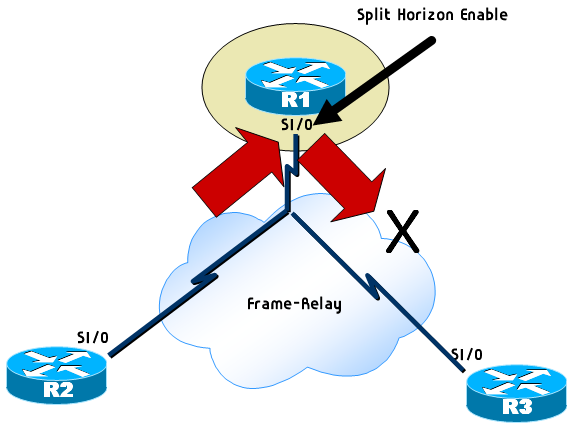 Split Horizon Enable
R1
S1/0
X
Frame-Relay
S1/0
R2
S1/0
R3